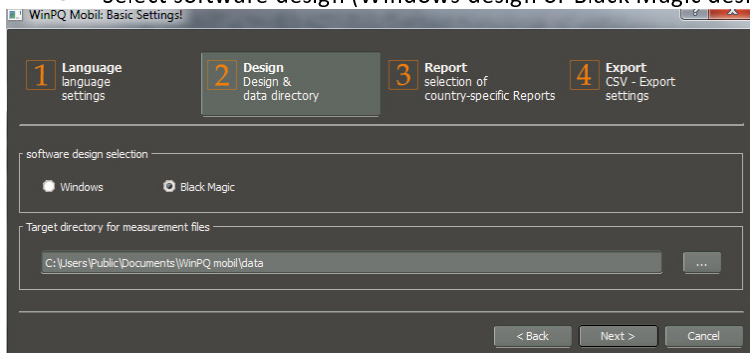 Select software design (Windows design or Black Magic desi
WinPQ Mobil: Basic Settings!
1 Language
language
settings
2 Design
Design &
data directory
3 Report
selection of
country-specific Reports
4 Export
CSV - Export
settings
software design selection
Windows
Black Magic
Target directory for measurement files
C:\Users\Public\Documents\WinPQ mobil\data
...
< Back
Next >
Cancel